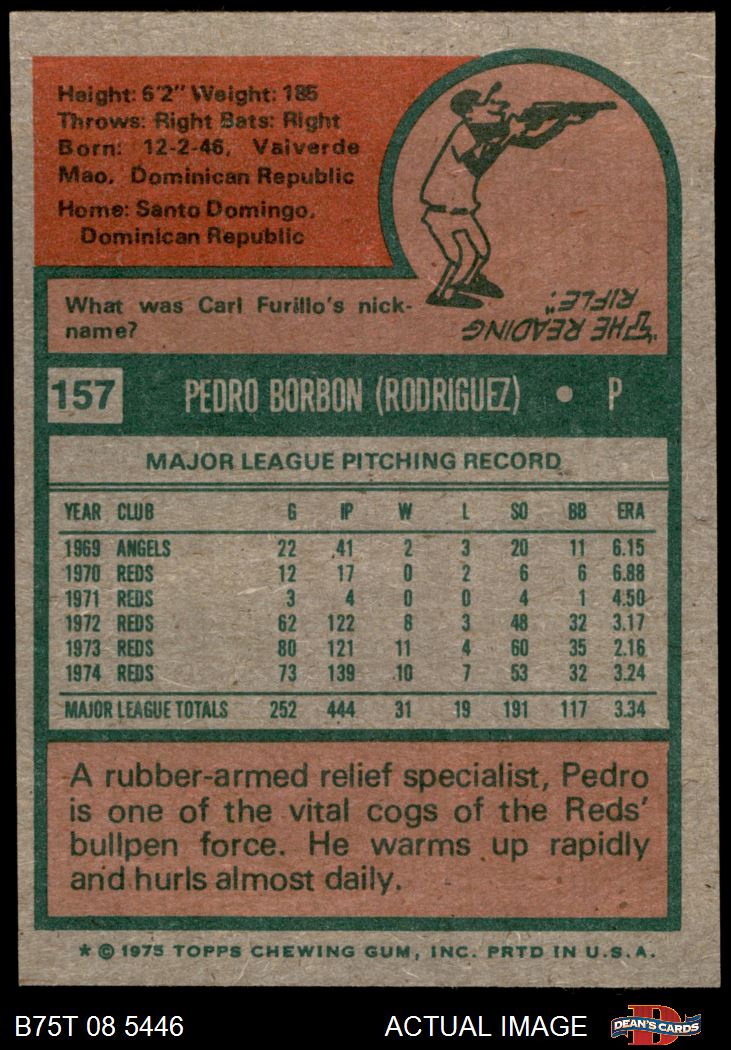 Height: 6'2" Weight: 185
Throws: Right Bats: Right
Born: 12-2-46, Valverde
Mao, Dominican Republic
Home: Santo Domingo,
Dominican Republic
What was Carl Furillo's nick-
name?
"THE READING
RIFLE."
157 PEDRO BORBON (RODRIGUEZ) • P
MAJOR LEAGUE PITCHING RECORD
YEAR CLUB G IP W L SO BB ERA
1969 ANGELS 22 41 2 3 20 11 6.15
1970 REDS 12 17 0 2 6 6 6.88
1971 REDS 3 4 0 0 4 1 4.50
1972 REDS 62 122 8 3 48 32 3.17
1973 REDS 80 121 11 4 60 35 2.16
1974 REDS 73 139 10 7 53 32 3.24
MAJOR LEAGUE TOTALS 252 444 31 19 191 117 3.34
A rubber-armed relief specialist, Pedro
is one of the vital cogs of the Reds'
bullpen force. He warms up rapidly
and hurls almost daily.
* © 1975 TOPPS CHEWING GUM, INC. PRTD IN U.S.A.
B75T 08 5446 ACTUAL IMAGE DEAN'S CARDS